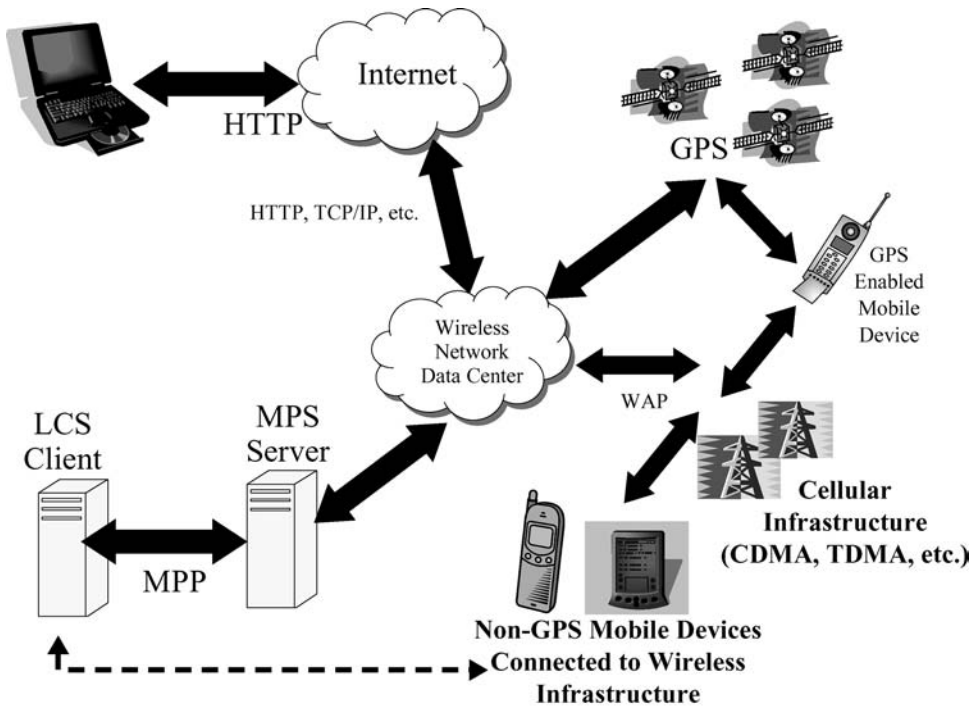 Internet
HTTP
GPS
HTTP, TCP/IP, etc.
GPS
Enabled
Mobile
Device
Wireless
Network
Data Center
WAP
LCS
Client
MPS
Server
MPP
Cellular
Infrastructure
(CDMA, TDMA, etc.)
Non-GPS Mobile Devices
Connected to Wireless
Infrastructure